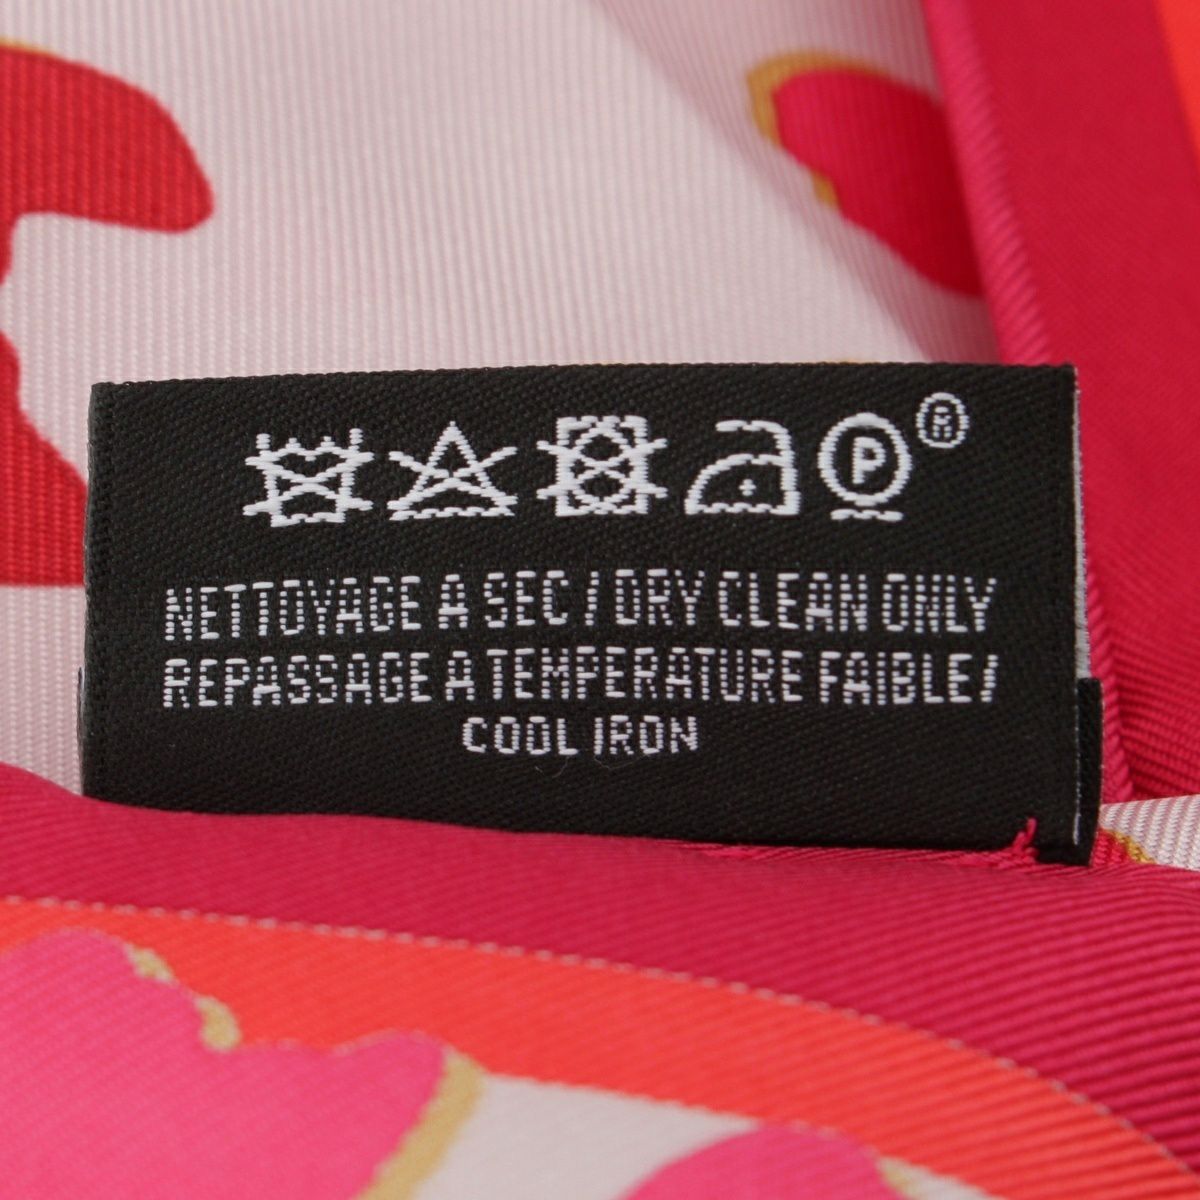 P ®
NETTOYAGE A SEC / DRY CLEAN ONLY
REPASSAGE A TEMPERATURE FAIBLE /
COOL IRON